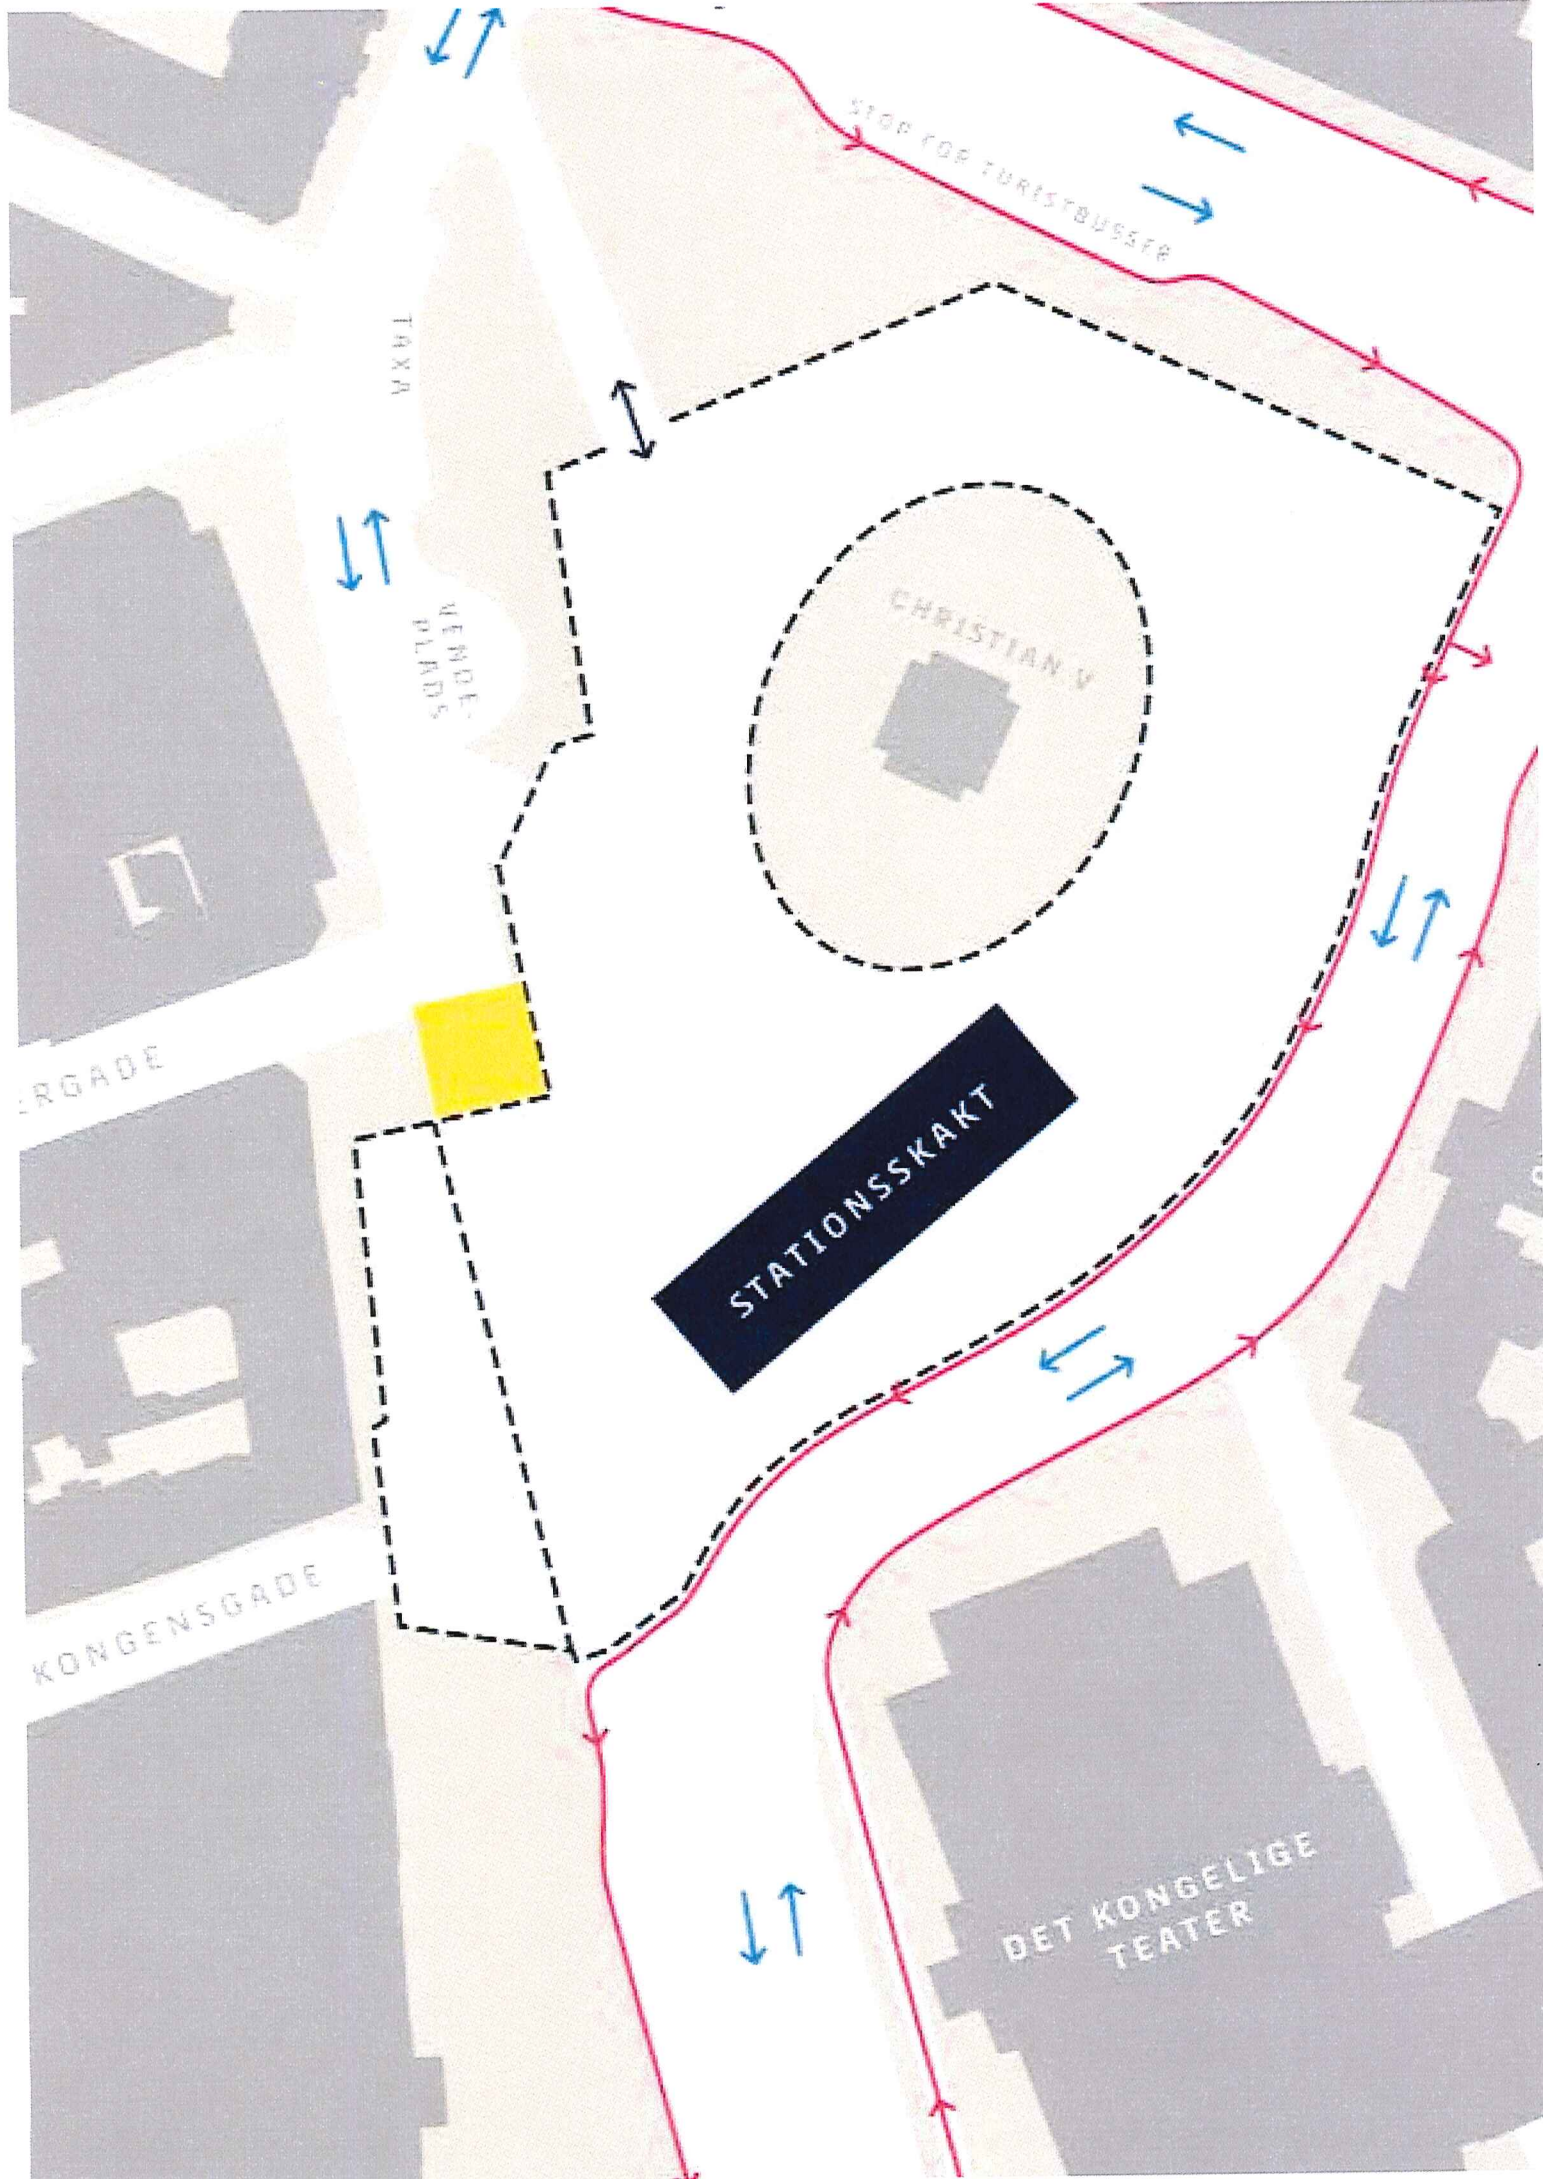 STOP FOR TURISTBUSSER
TAXA
VENDE-
PLADS
CHRISTIAN V
ERGADE
STATIONSSKAKT
KONGENSGADE
DET KONGELIGE
TEATER